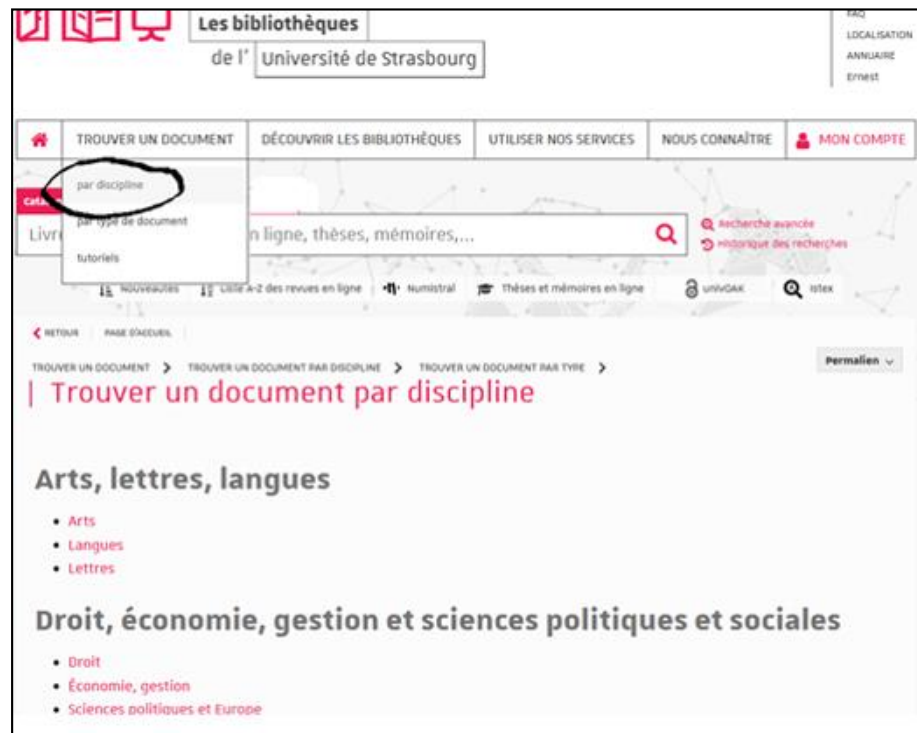 Les bibliothèques
de l' Université de Strasbourg
FAQ
LOCALISATION
ANNUAIRE
Ernest
TROUVER UN DOCUMENT DÉCOUVRIR LES BIBLIOTHÈQUES UTILISER NOS SERVICES NOUS CONNAÎTRE MON COMPTE
par discipline
par type de document
tutoriels
Livre n ligne, thèses, mémoires,...
Recherche avancée
Historique des recherches
Nouveautés Liste A-Z des revues en ligne Numistral Thèses et mémoires en ligne univOAK Istex
RETOUR PAGE D'ACCUEIL
TROUVER UN DOCUMENT > TROUVER UN DOCUMENT PAR DISCIPLINE > TROUVER UN DOCUMENT PAR TYPE >
Permalien
| Trouver un document par discipline
Arts, lettres, langues
• Arts
• Langues
• Lettres
Droit, économie, gestion et sciences politiques et sociales
• Droit
• Économie, gestion
• Sciences politiques et Europe